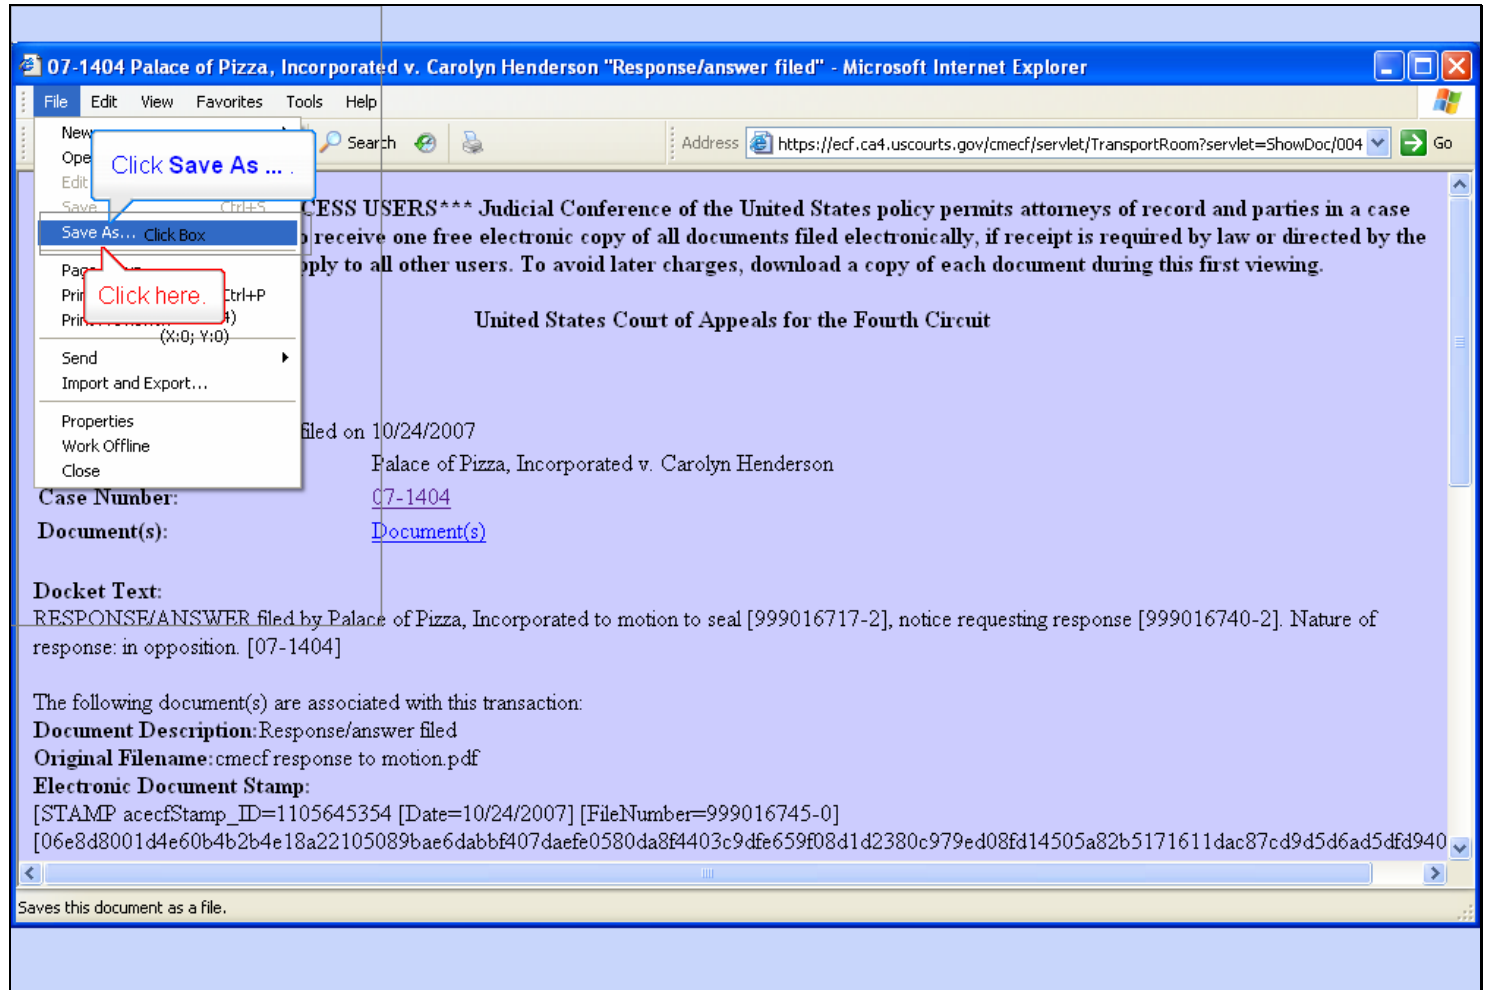 07-1404 Palace of Pizza, Incorporated v. Carolyn Henderson "Response/answer filed" - Microsoft Internet Explorer
File Edit View Favorites Tools Help
New
Search
Address https://ecf.ca4.uscourts.gov/cmecf/servlet/TransportRoom?servlet=ShowDoc/004 Go
Ope
Click Save As ... .
Edit
Save Ctrl+S
CESS USERS*** Judicial Conference of the United States policy permits attorneys of record and parties in a case
Save As... Click Box
receive one free electronic copy of all documents filed electronically, if receipt is required by law or directed by the
Pag
pply to all other users. To avoid later charges, download a copy of each document during this first viewing.
Click here.
Pri Ctrl+P
Pri 4)
United States Court of Appeals for the Fourth Circuit
(X:0; Y:0)
Send
Import and Export...
Properties
filed on 10/24/2007
Work Offline
Palace of Pizza, Incorporated v. Carolyn Henderson
Close
Case Number: 07-1404
Document(s): Document(s)
Docket Text:
RESPONSE/ANSWER filed by Palace of Pizza, Incorporated to motion to seal [999016717-2], notice requesting response [999016740-2]. Nature of
response: in opposition. [07-1404]
The following document(s) are associated with this transaction:
Document Description:Response/answer filed
Original Filename:cmecf response to motion.pdf
Electronic Document Stamp:
[STAMP acecfStamp_ID=1105645354 [Date=10/24/2007] [FileNumber=999016745-0]
[06e8d8001d4e60b4b2b4e18a22105089bae6dabbf407daefe0580da8f4403c9dfe659f08d1d2380c979ed08fd14505a82b5171611dac87cd9d5d6ad5dfd940
Saves this document as a file.